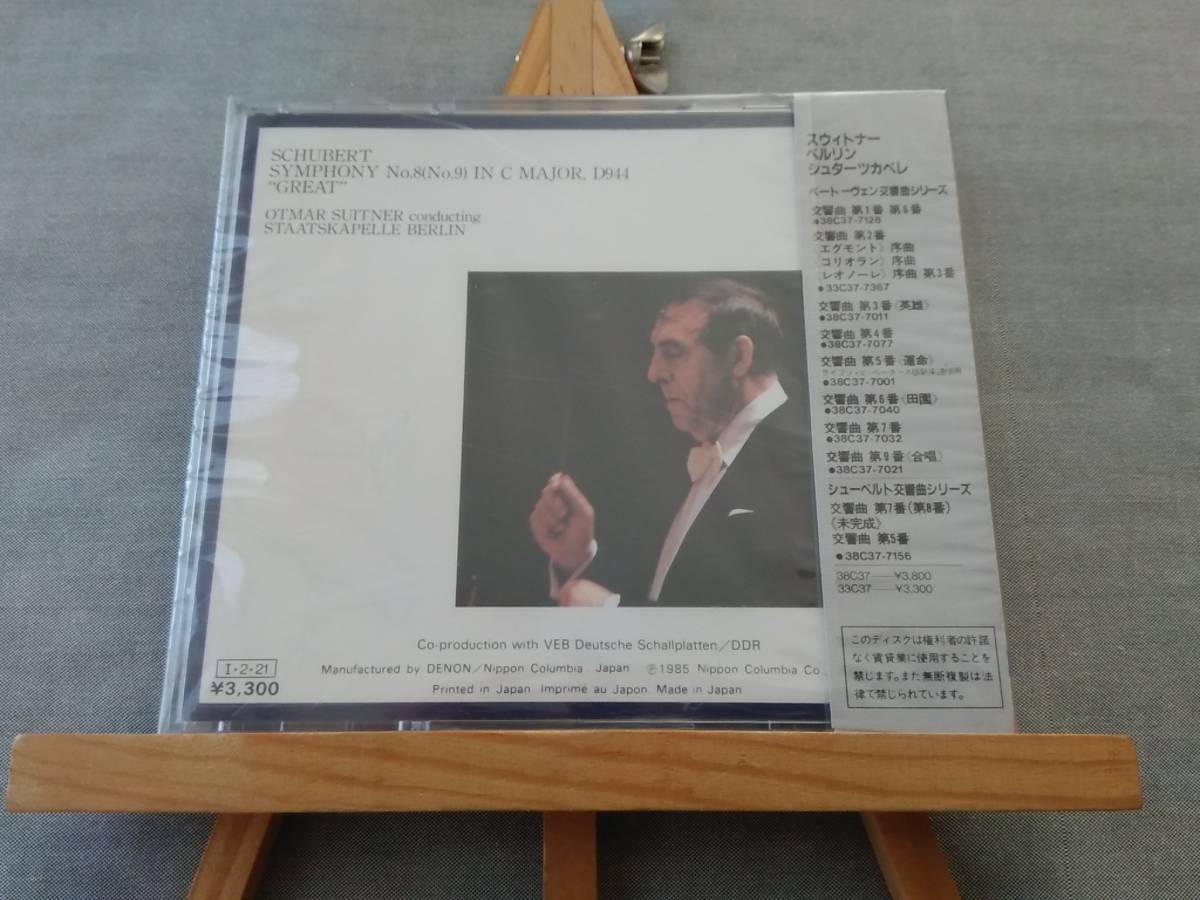 SCHUBERT
SYMPHONY No.8(No.9) IN C MAJOR, D944
"GREAT"
OTMAR SUITNER conducting
STAATSKAPELLE BERLIN
Co-production with VEB Deutsche Schallplatten/DDR
Manufactured by DENON/Nippon Columbia. Japan ℗1985 Nippon Columbia Co
Printed in Japan. Imprimé au Japon. Made in Japan
I・2・21
¥3,300
スウィトナー
ベルリン
シュターツカペレ
ベートーヴェン交響曲シリーズ
交響曲 第1番 第8番
●38C37-7128
交響曲 第2番
〈エグモント〉序曲
〈コリオラン〉序曲
〈レオノーレ〉序曲 第3番
●33C37-7367
交響曲 第3番〈英雄〉
●38C37-7011
交響曲 第4番
●38C37-7077
交響曲 第5番〈運命〉
●38C37-7001
交響曲 第6番〈田園〉
●38C37-7040
交響曲 第7番
●38C37-7032
交響曲 第9番〈合唱〉
●38C37-7021
シューベルト交響曲シリーズ
交響曲 第7番(第8番)
〈未完成〉
交響曲 第5番
●38C37-7156
38C37——¥3,800
33C37——¥3,300
このディスクは権利者の許諾
なく賃貸業に使用することを
禁じます。また無断複製は法
律で禁じられています。